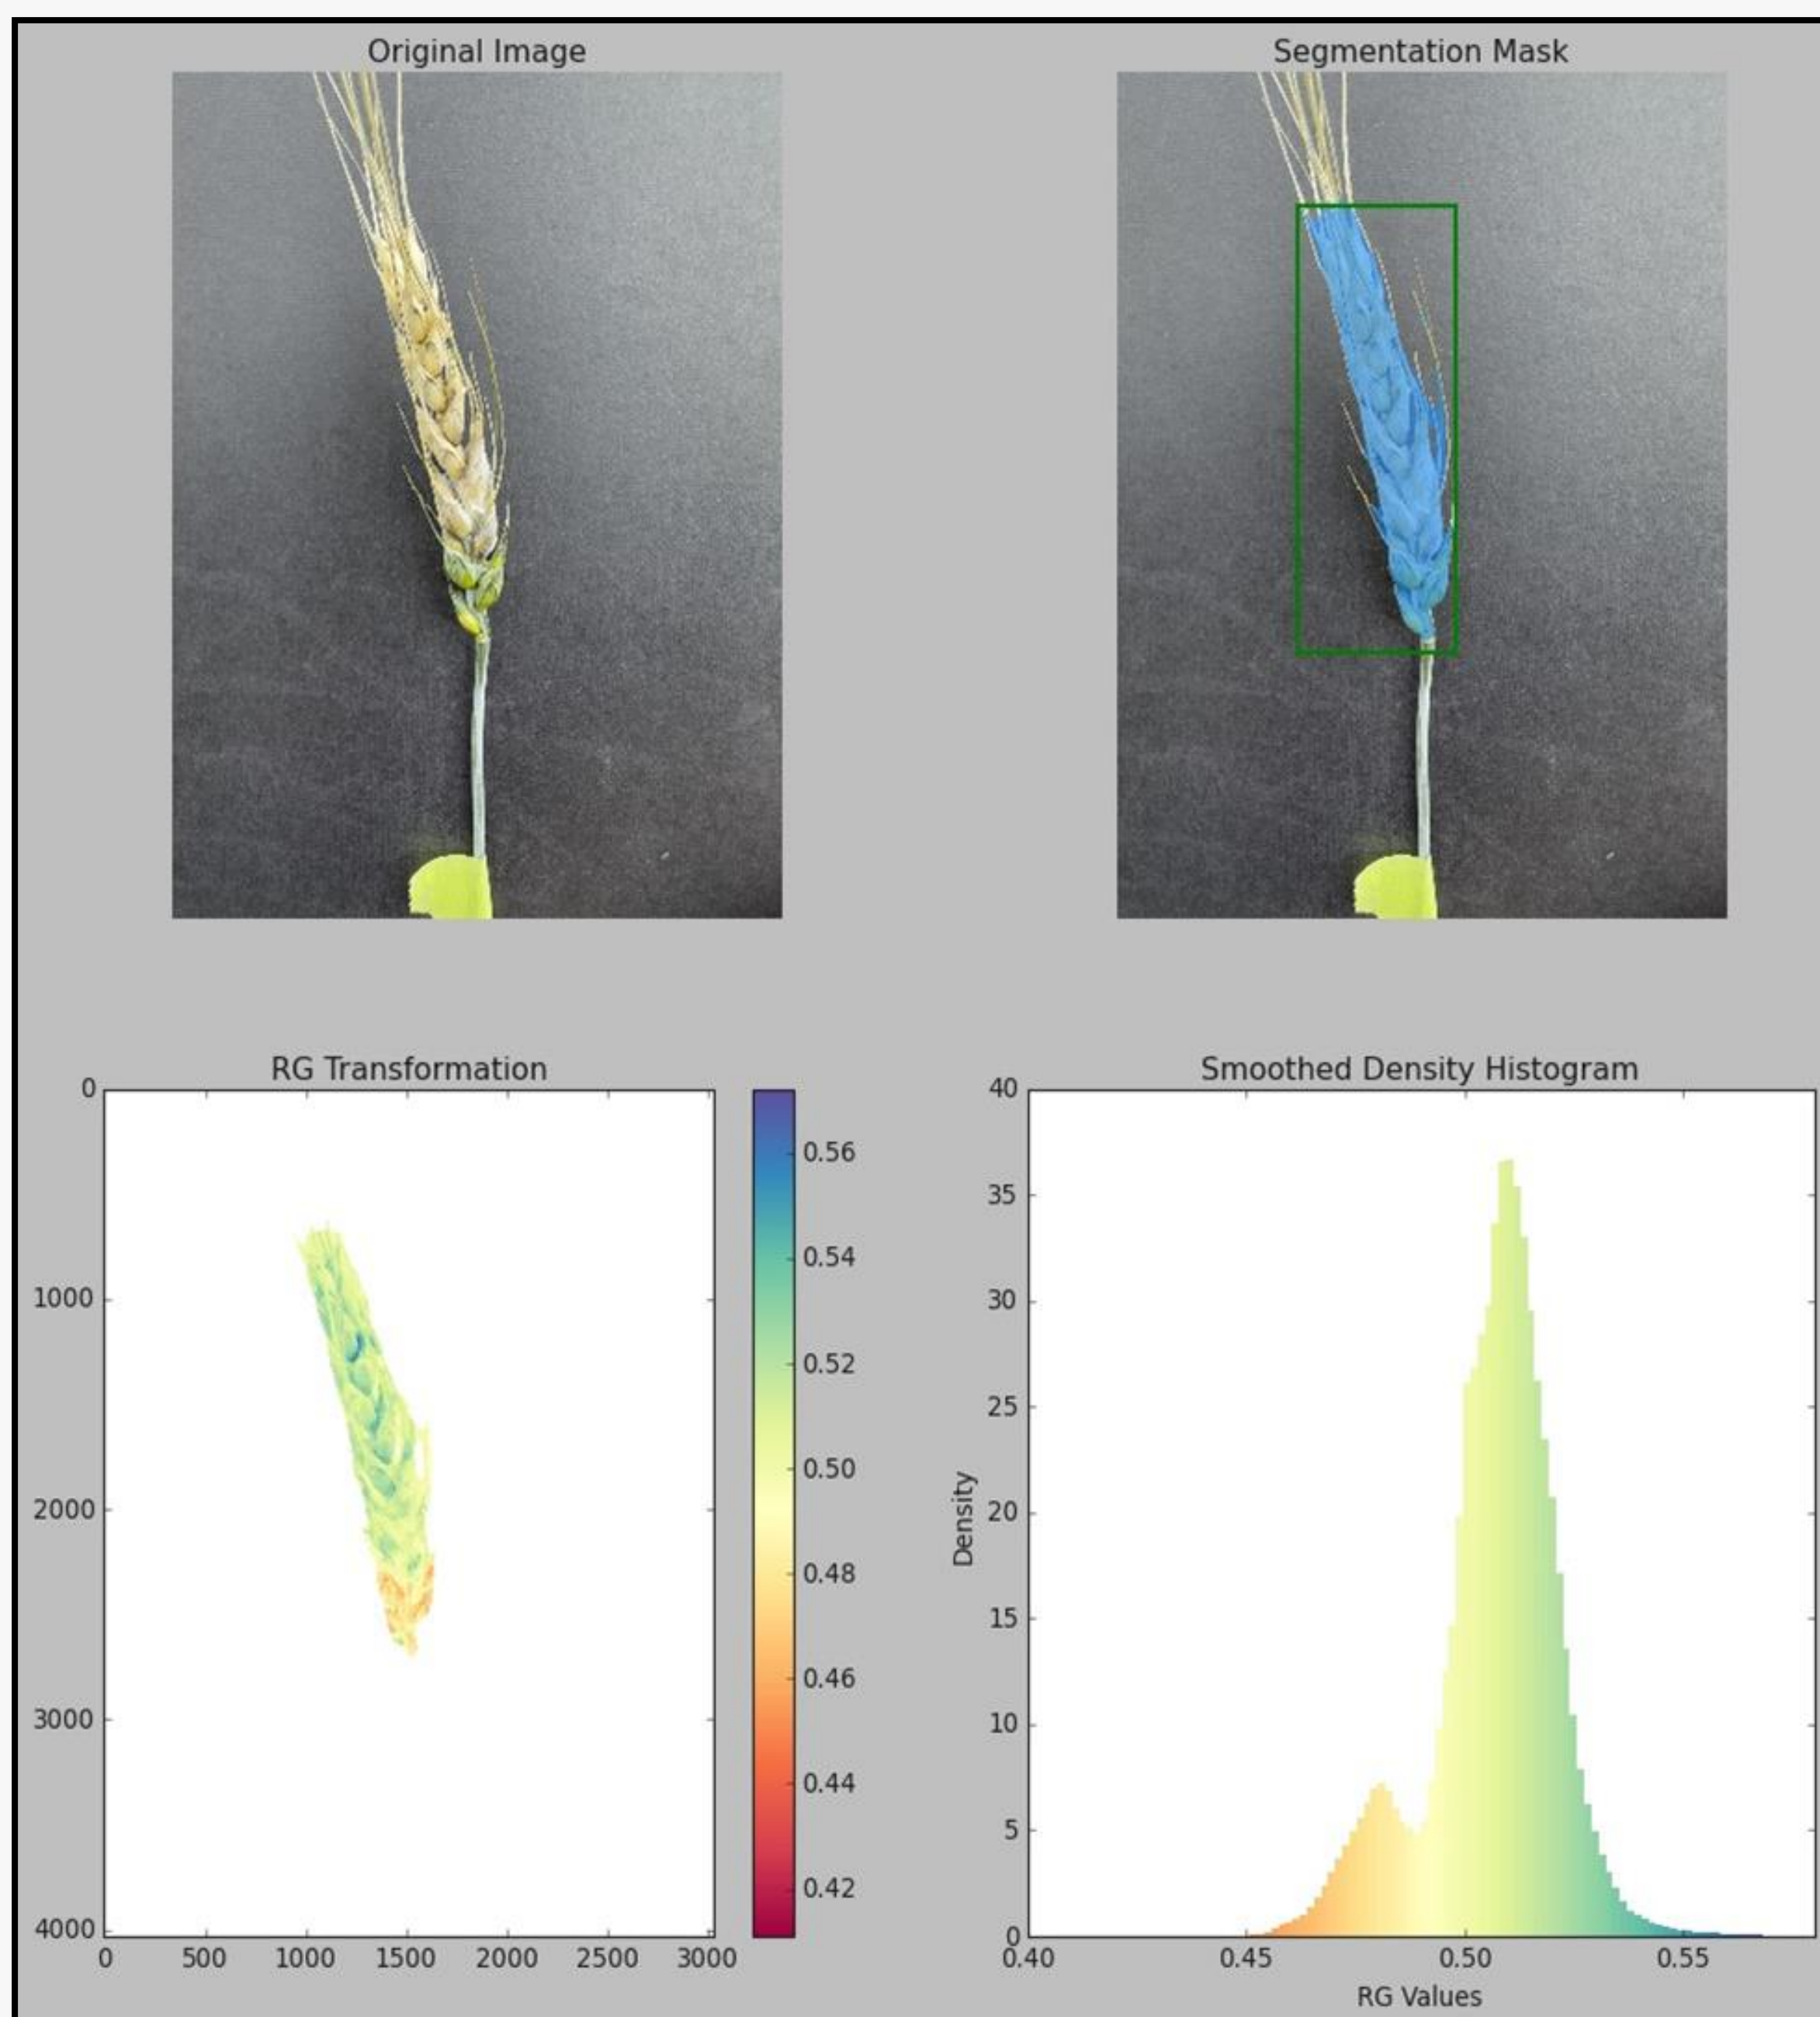 Original Image
Segmentation Mask
RG Transformation
0
1000
2000
3000
4000
0 500 1000 1500 2000 2500 3000
0.56
0.54
0.52
0.50
0.48
0.46
0.44
0.42
Smoothed Density Histogram
40
35
30
25
20
15
10
5
0
Density
0.40 0.45 0.50 0.55
RG Values